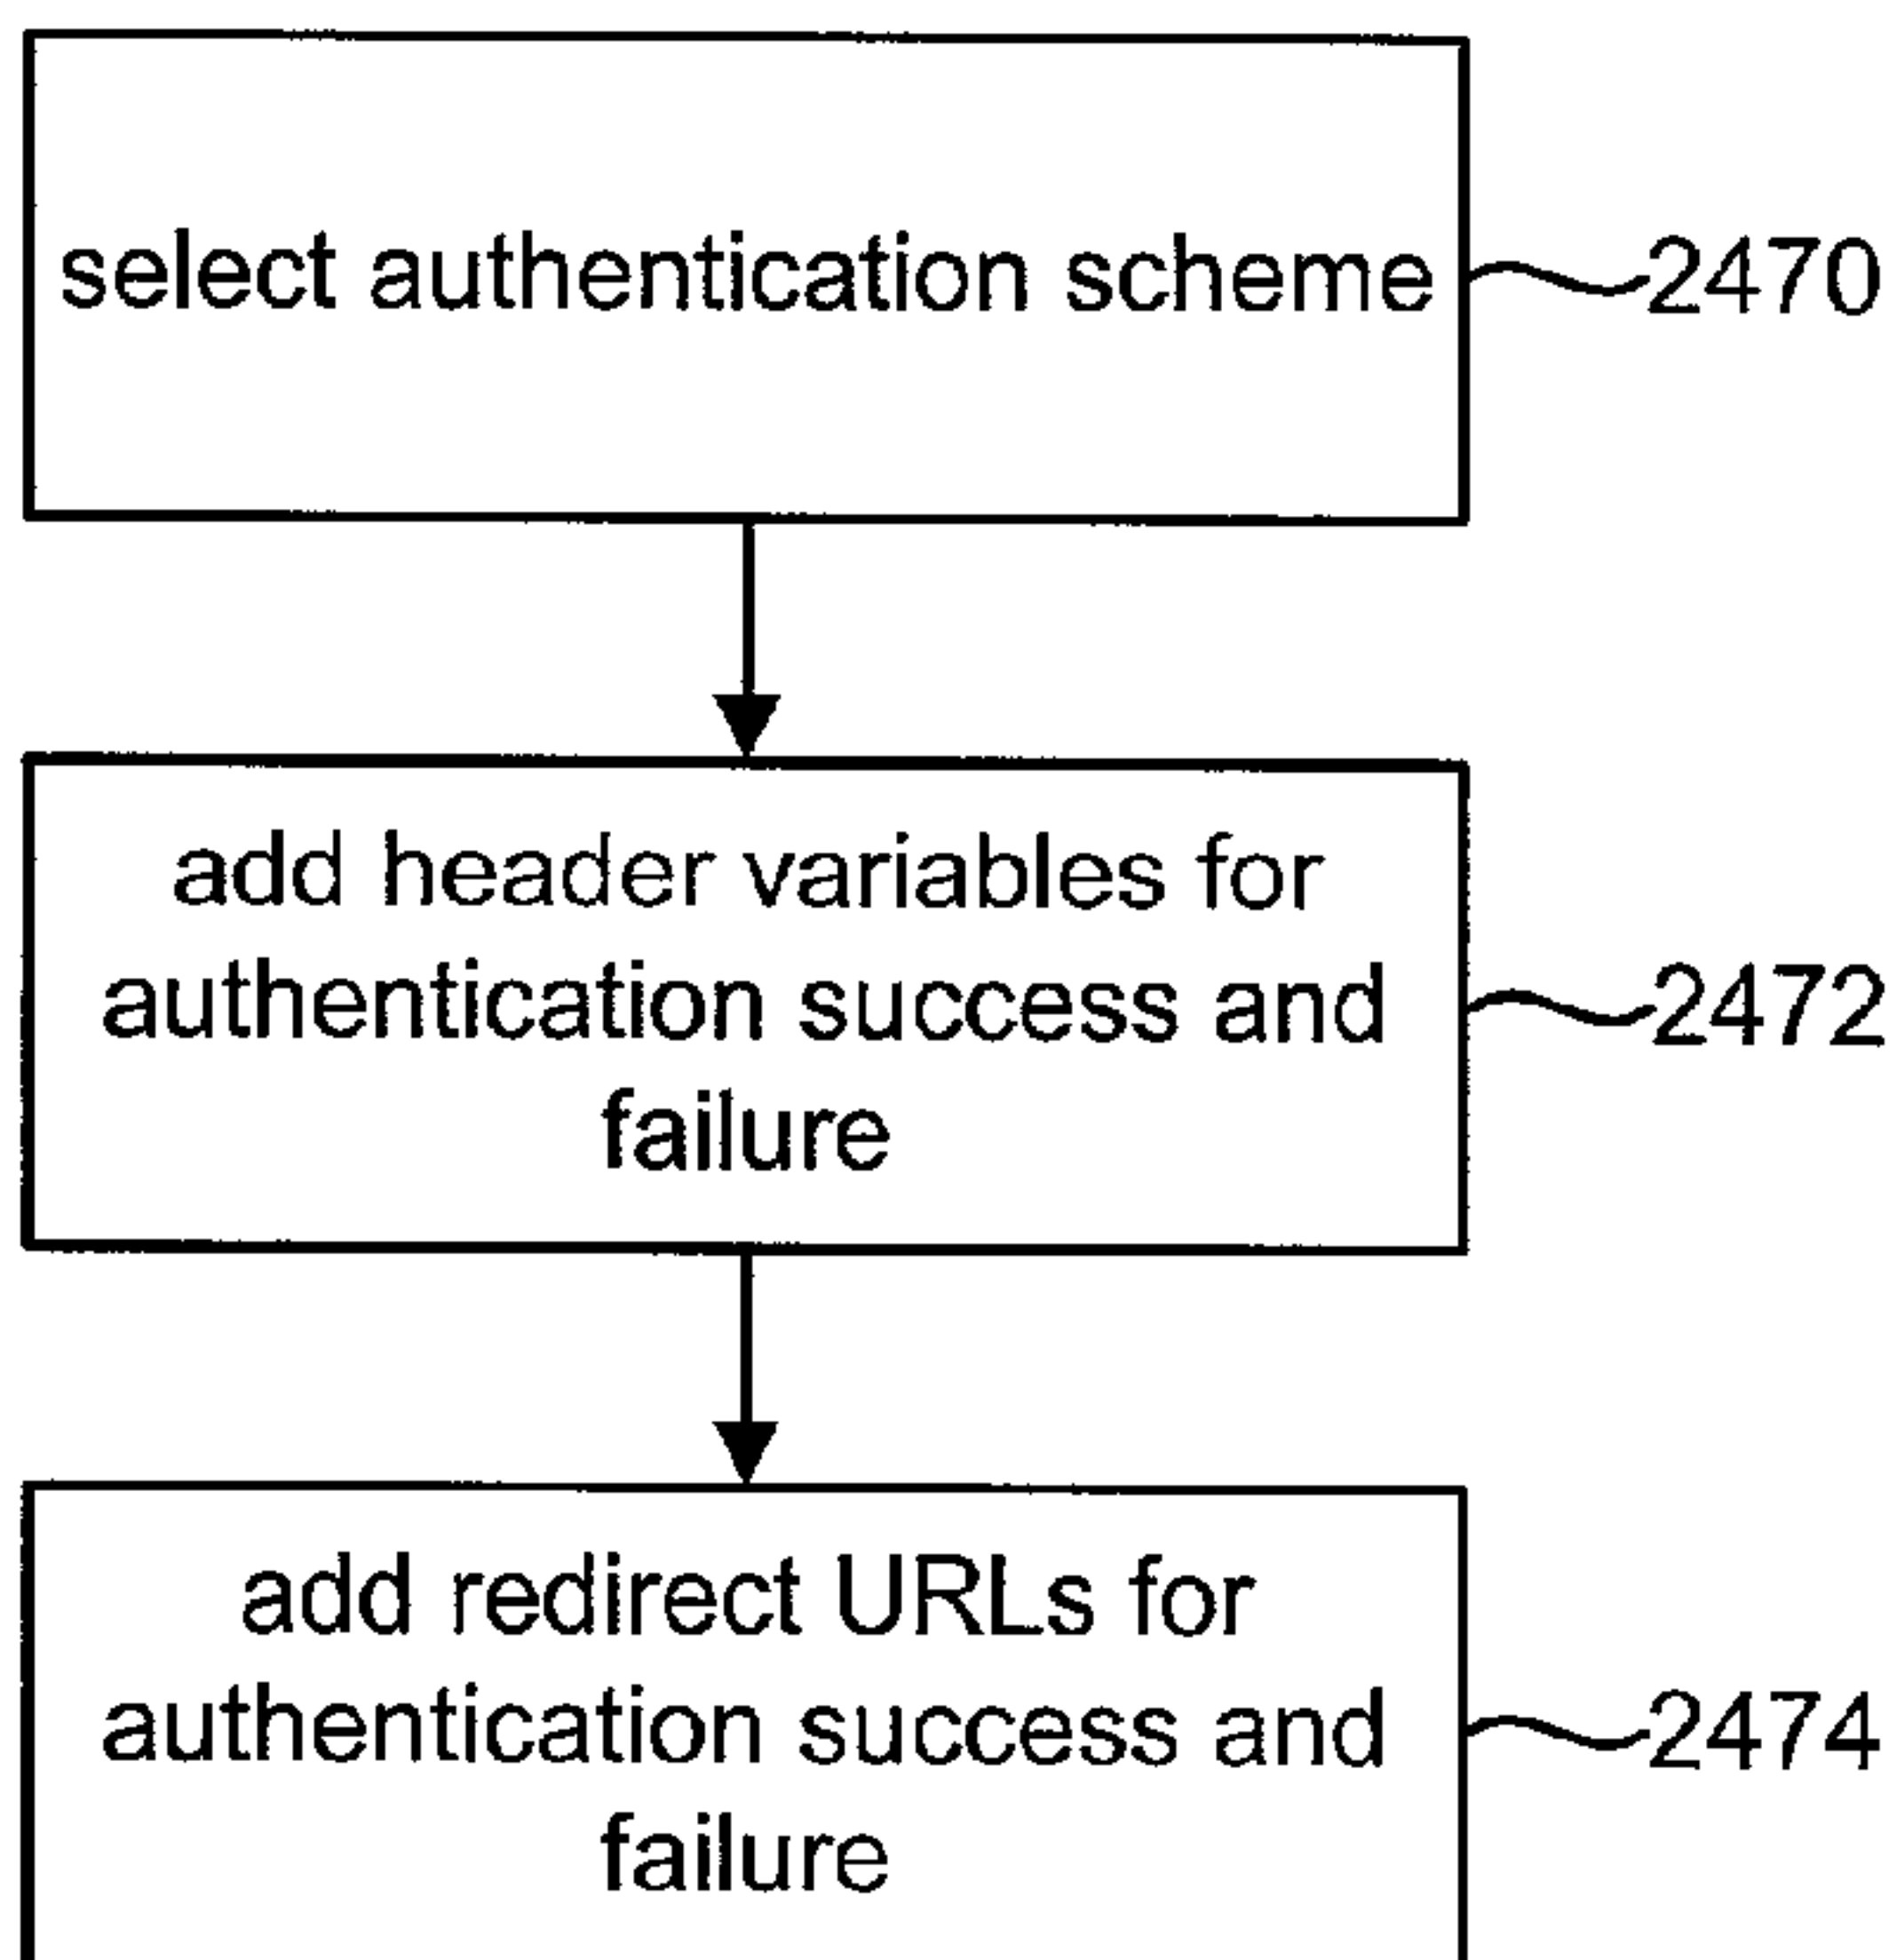 select authentication scheme
2470
add header variables for
authentication success and
failure
2472
add redirect URLs for
authentication success and
failure
2474